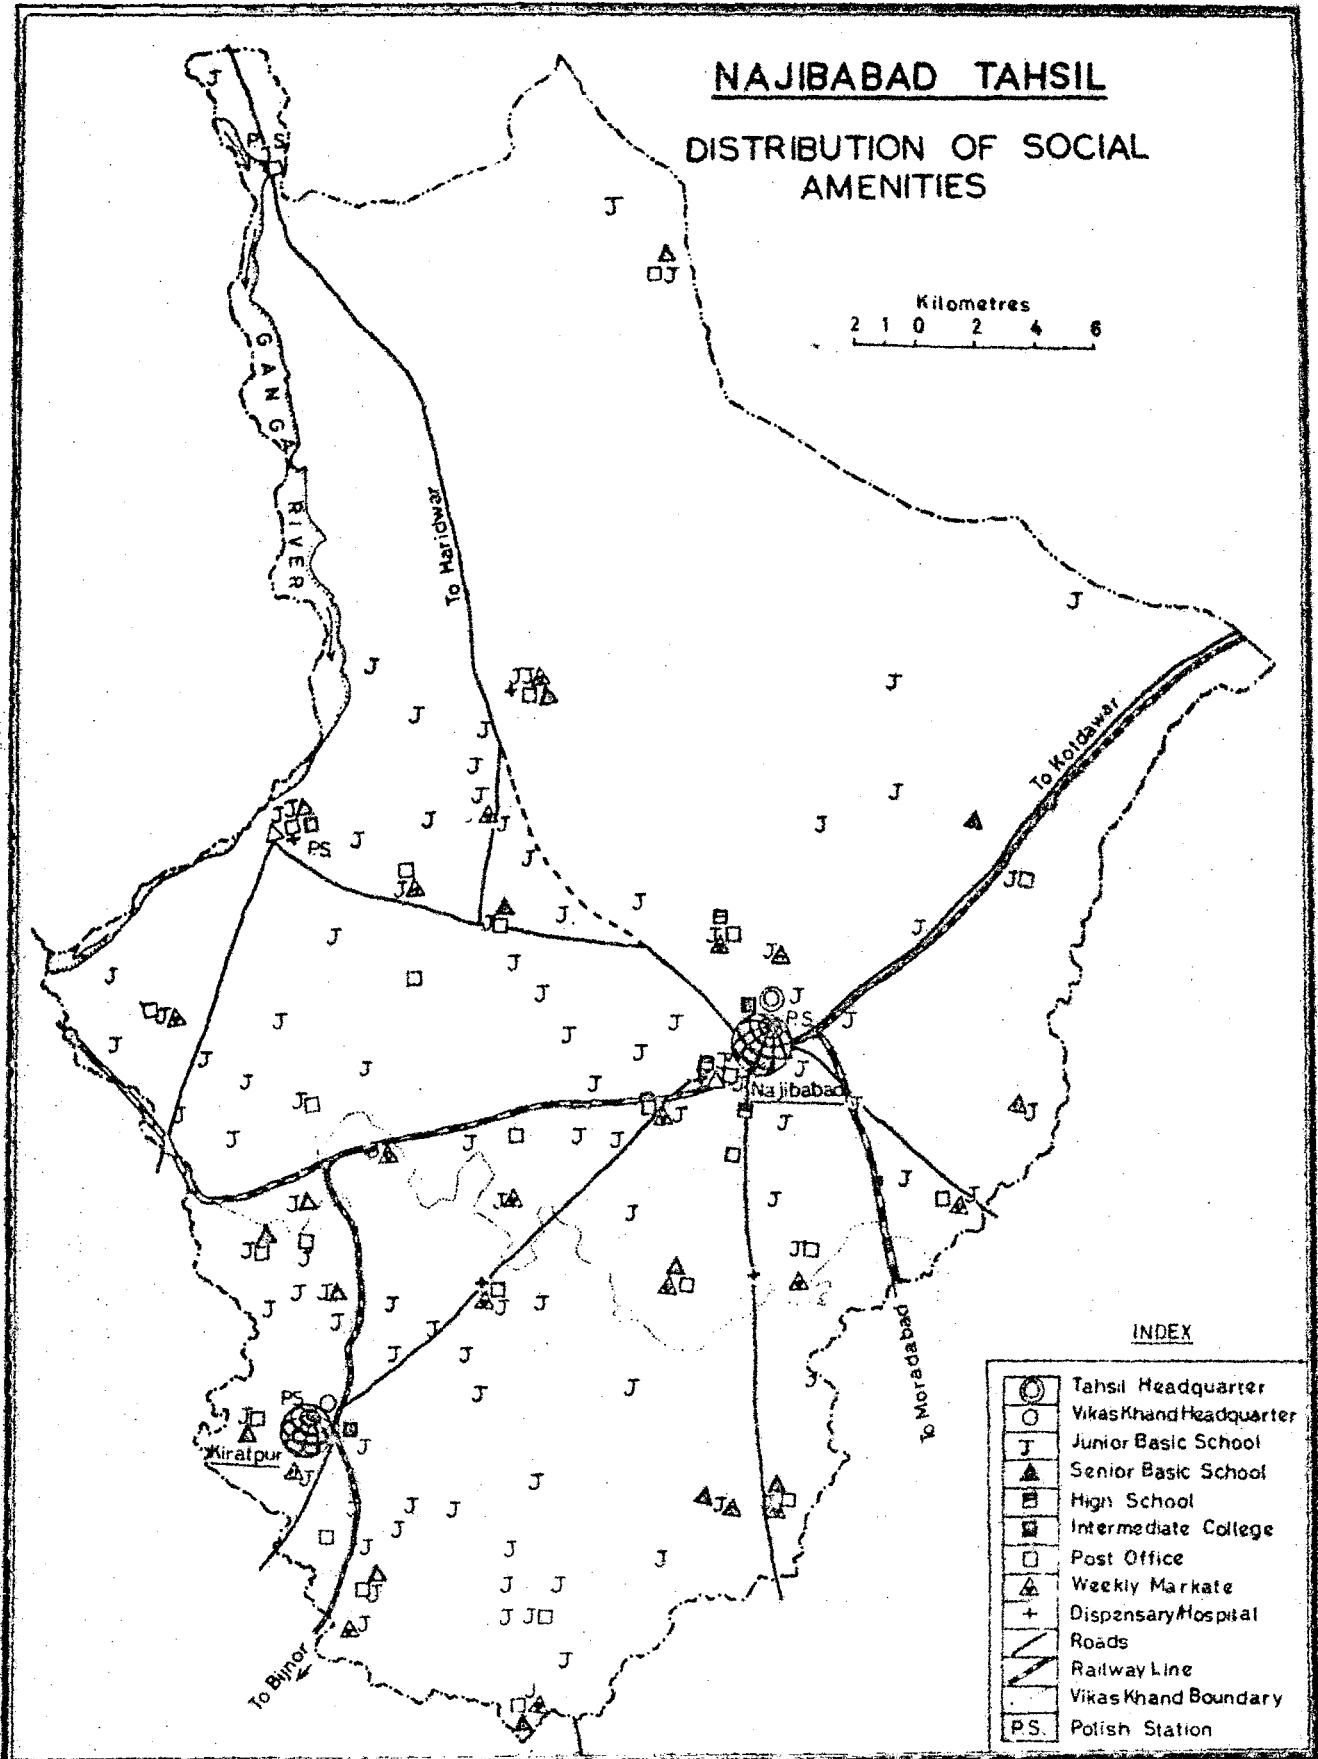 NAJIBABAD TAHSIL
DISTRIBUTION OF SOCIAL
AMENITIES
Kilometres
2 1 0 2 4 6
P. S.
GANGA RIVER
To Haridwar
To Kotdawar
P.S.
P.S.
Najibabad
To Moradabad
P.S.
Kiratpur
To Bijnor
INDEX
Tahsil Headquarter
Vikas Khand Headquarter
J Junior Basic School
Senior Basic School
High School
Intermediate College
Post Office
Weekly Markate
Dispensary/Hospital
Roads
Railway Line
Vikas Khand Boundary
P.S. Polish Station